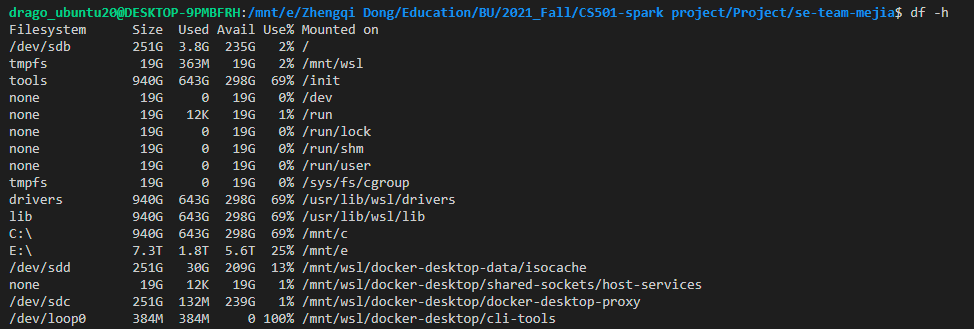 drago_ubuntu20@DESKTOP-9PMBFRH:/mnt/e/Zhengqi Dong/Education/BU/2021_Fall/CS501-spark project/Project/se-team-mejia$ df -h
Filesystem      Size  Used Avail Use% Mounted on
/dev/sdb        251G  3.8G  235G   2% /
tmpfs            19G  363M   19G   2% /mnt/wsl
tools           940G  643G  298G  69% /init
none             19G     0   19G   0% /dev
none             19G   12K   19G   1% /run
none             19G     0   19G   0% /run/lock
none             19G     0   19G   0% /run/shm
none             19G     0   19G   0% /run/user
tmpfs            19G     0   19G   0% /sys/fs/cgroup
drivers         940G  643G  298G  69% /usr/lib/wsl/drivers
lib             940G  643G  298G  69% /usr/lib/wsl/lib
C:\             940G  643G  298G  69% /mnt/c
E:\             7.3T  1.8T  5.6T  25% /mnt/e
/dev/sdd        251G   30G  209G  13% /mnt/wsl/docker-desktop-data/isocache
none             19G   12K   19G   1% /mnt/wsl/docker-desktop/shared-sockets/host-services
/dev/sdc        251G  132M  239G   1% /mnt/wsl/docker-desktop/docker-desktop-proxy
/dev/loop0      384M  384M     0 100% /mnt/wsl/docker-desktop/cli-tools